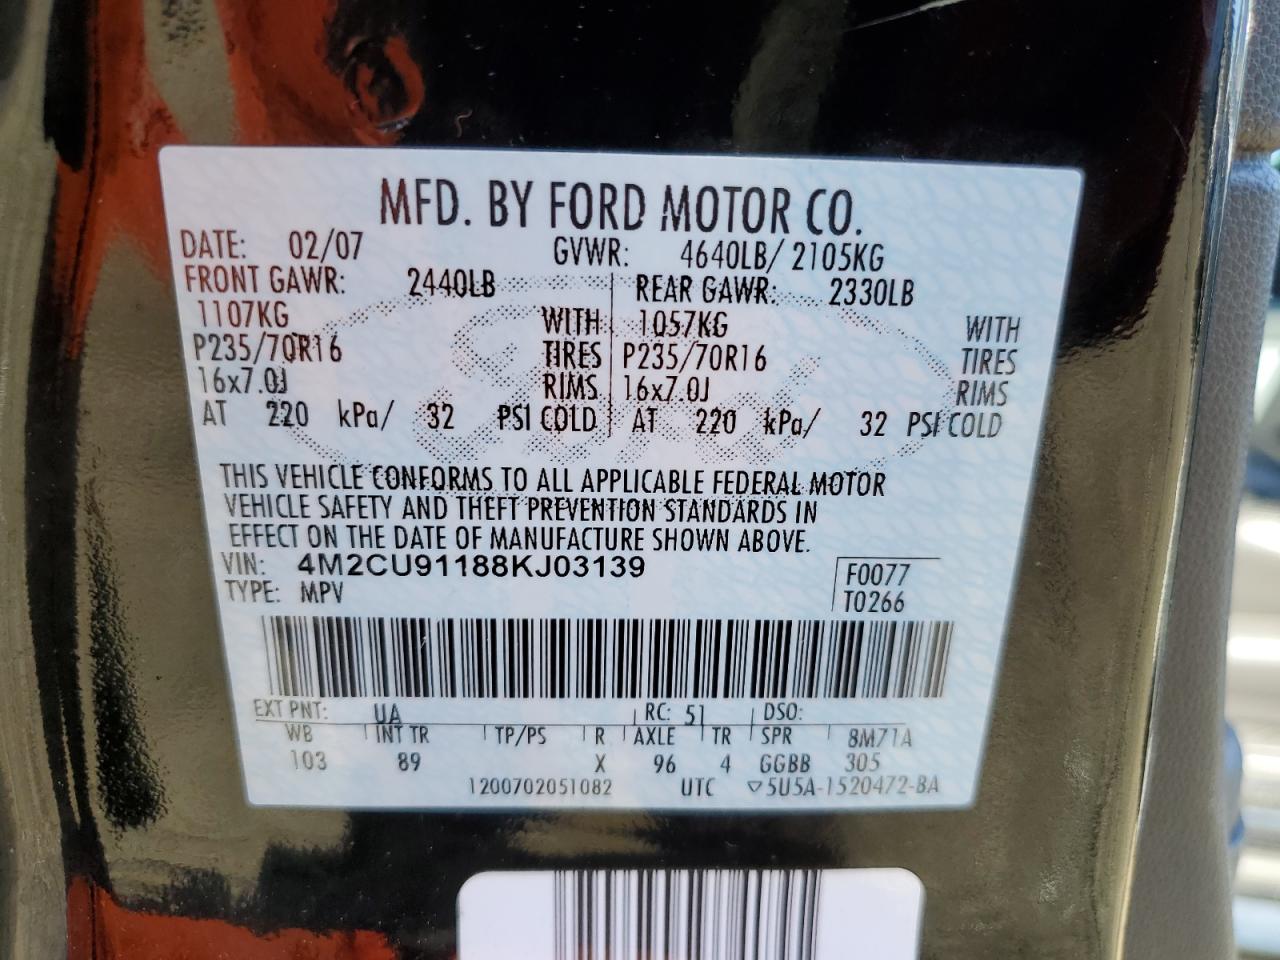 MFD. BY FORD MOTOR CO.
DATE: 02/07 GVWR: 4640LB/ 2105KG
FRONT GAWR: 2440LB REAR GAWR: 2330LB
1107KG WITH 1057KG WITH
P235/70R16 TIRES P235/70R16 TIRES
16x7.0J RIMS 16x7.0J RIMS
AT 220 kPa/ 32 PSI COLD AT 220 kPa/ 32 PSI COLD
THIS VEHICLE CONFORMS TO ALL APPLICABLE FEDERAL MOTOR
VEHICLE SAFETY AND THEFT PREVENTION STANDARDS IN
EFFECT ON THE DATE OF MANUFACTURE SHOWN ABOVE.
VIN: 4M2CU91188KJ03139 F0077
TYPE: MPV T0266
EXT PNT: UA RC: 51 DSO:
WB INT TR TP/PS R AXLE TR SPR 8M71A
103 89 X 96 4 GGBB 305
1200702051082 UTC ▽5U5A-1520472-BA